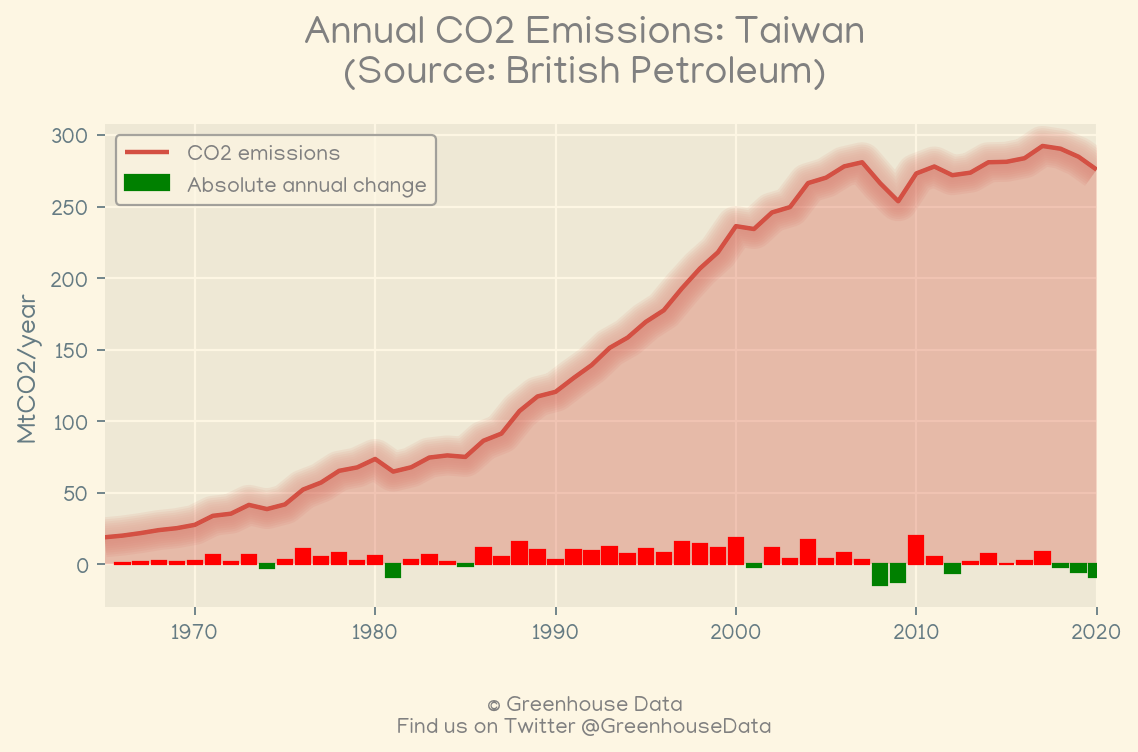 Annual CO2 Emissions: Taiwan
(Source: British Petroleum)
300
250
200
150
100
50
0
MtCO2/year
CO2 emissions
Absolute annual change
1970
1980
1990
2000
2010
2020
© Greenhouse Data
Find us on Twitter @GreenhouseData